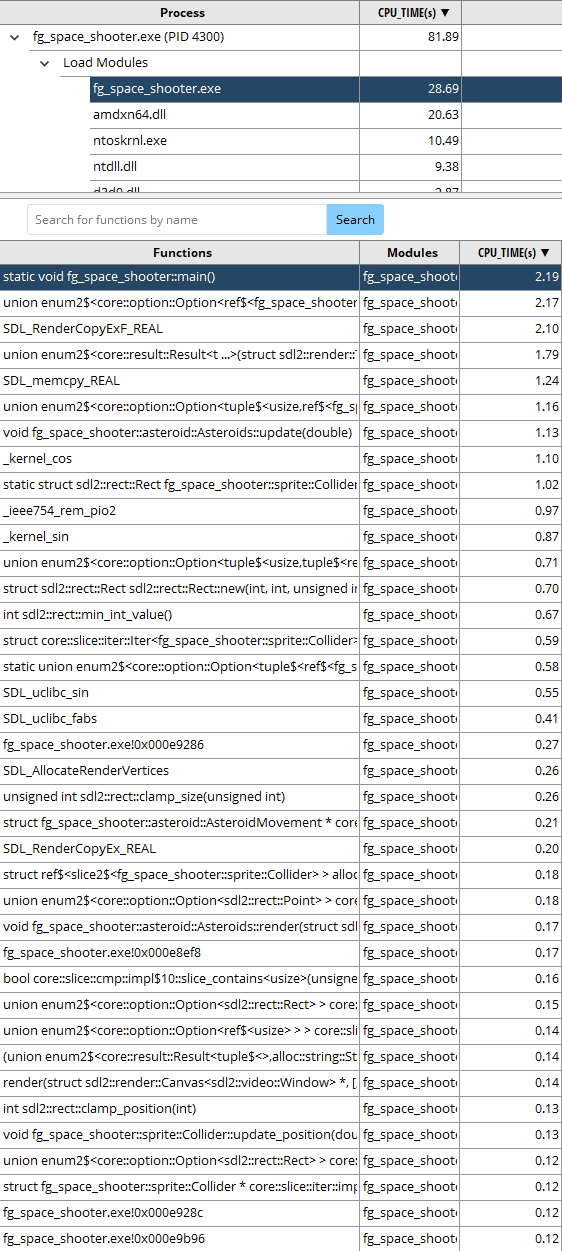 Process CPU_TIME(s) ▼
fg_space_shooter.exe (PID 4300) 81.89
Load Modules
fg_space_shooter.exe 28.69
amdxn64.dll 20.63
ntoskrnl.exe 10.49
ntdll.dll 9.38
d3d9.dll 2.87
Search for functions by name Search
Functions Modules CPU_TIME(s) ▼
static void fg_space_shooter::main() fg_space_shoot 2.19
union enum2$<core::option::Option<ref$<fg_space_shooter fg_space_shoot 2.17
SDL_RenderCopyExF_REAL fg_space_shoot 2.10
union enum2$<core::result::Result<t ...>(struct sdl2::render:: fg_space_shoot 1.79
SDL_memcpy_REAL fg_space_shoot 1.24
union enum2$<core::option::Option<tuple$<usize,ref$<fg_s fg_space_shoot 1.16
void fg_space_shooter::asteroid::Asteroids::update(double) fg_space_shoot 1.13
_kernel_cos fg_space_shoot 1.10
static struct sdl2::rect::Rect fg_space_shooter::sprite::Collider fg_space_shoot 1.02
_ieee754_rem_pio2 fg_space_shoot 0.97
_kernel_sin fg_space_shoot 0.87
union enum2$<core::option::Option<tuple$<usize,tuple$<re fg_space_shoot 0.71
struct sdl2::rect::Rect sdl2::rect::Rect::new(int, int, unsigned in fg_space_shoot 0.70
int sdl2::rect::min_int_value() fg_space_shoot 0.67
struct core::slice::iter::Iter<fg_space_shooter::sprite::Collider> fg_space_shoot 0.59
static union enum2$<core::option::Option<tuple$<ref$<fg_s fg_space_shoot 0.58
SDL_uclibc_sin fg_space_shoot 0.55
SDL_uclibc_fabs fg_space_shoot 0.41
fg_space_shooter.exe!0x000e9286 fg_space_shoot 0.27
SDL_AllocateRenderVertices fg_space_shoot 0.26
unsigned int sdl2::rect::clamp_size(unsigned int) fg_space_shoot 0.26
struct fg_space_shooter::asteroid::AsteroidMovement * core fg_space_shoot 0.21
SDL_RenderCopyEx_REAL fg_space_shoot 0.20
struct ref$<slice2$<fg_space_shooter::sprite::Collider> > alloc fg_space_shoot 0.18
union enum2$<core::option::Option<sdl2::rect::Point> > core fg_space_shoot 0.18
void fg_space_shooter::asteroid::Asteroids::render(struct sdl fg_space_shoot 0.17
fg_space_shooter.exe!0x000e8ef8 fg_space_shoot 0.17
bool core::slice::cmp::impl$10::slice_contains<usize>(unsigne fg_space_shoot 0.16
union enum2$<core::option::Option<sdl2::rect::Rect> > core: fg_space_shoot 0.15
union enum2$<core::option::Option<ref$<usize> > > core::sli fg_space_shoot 0.14
(union enum2$<core::result::Result<tuple$<>,alloc::string::St fg_space_shoot 0.14
render(struct sdl2::render::Canvas<sdl2::video::Window> *, [. fg_space_shoot 0.14
int sdl2::rect::clamp_position(int) fg_space_shoot 0.13
void fg_space_shooter::sprite::Collider::update_position(dou fg_space_shoot 0.13
union enum2$<core::option::Option<sdl2::rect::Rect> > core: fg_space_shoot 0.12
struct fg_space_shooter::sprite::Collider * core::slice::iter::imp fg_space_shoot 0.12
fg_space_shooter.exe!0x000e928c fg_space_shoot 0.12
fg_space_shooter.exe!0x000e9b96 fg_space_shoot 0.12